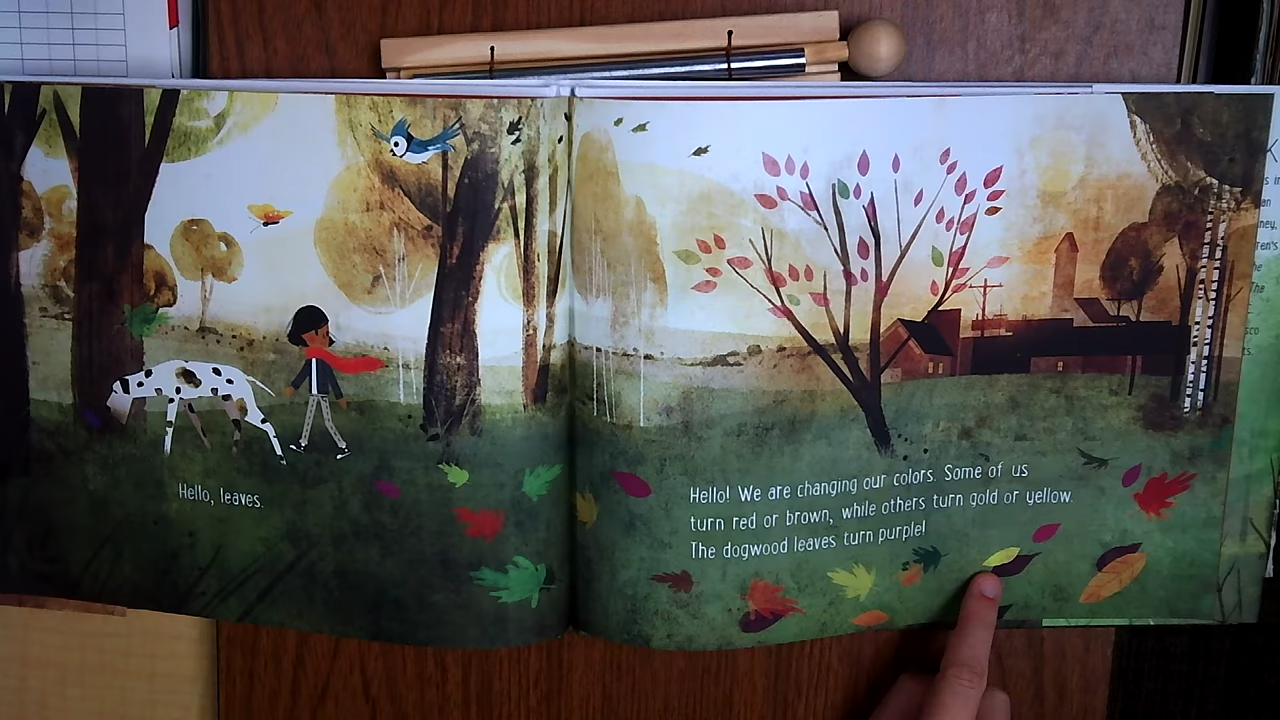 Hello, leaves.
Hello! We are changing our colors. Some of us
turn red or brown, while others turn gold or yellow.
The dogwood leaves turn purple!